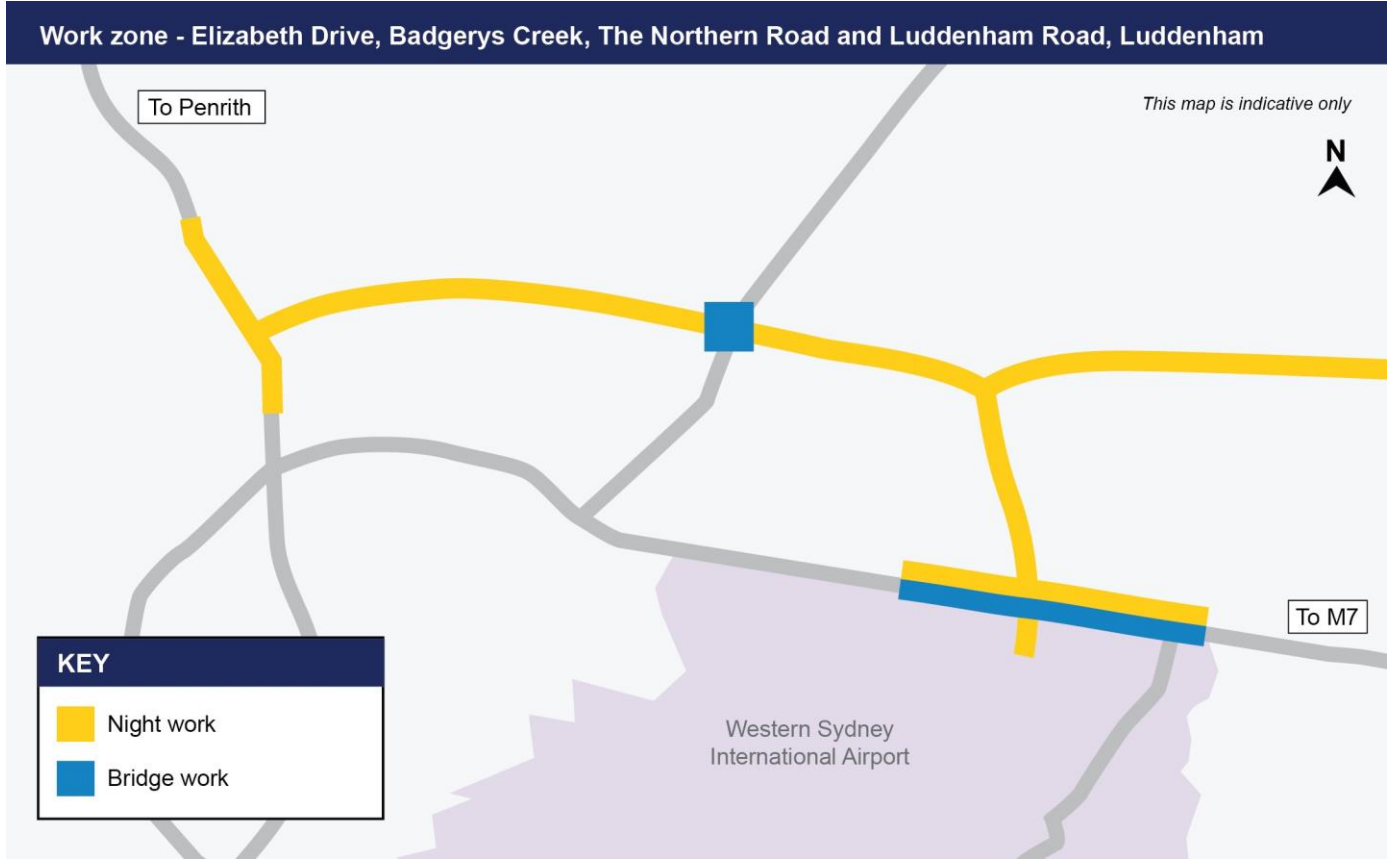 Work zone - Elizabeth Drive, Badgerys Creek, The Northern Road and Luddenham Road, Luddenham
To Penrith
This map is indicative only
N
To M7
KEY
Night work
Bridge work
Western Sydney
International Airport